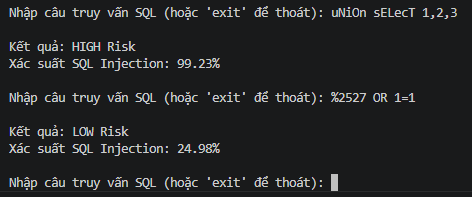 Nhập câu truy vấn SQL (hoặc 'exit' để thoát): uNiOn sELecT 1,2,3
Kết quả: HIGH Risk
Xác suất SQL Injection: 99.23%
Nhập câu truy vấn SQL (hoặc 'exit' để thoát): %2527 OR 1=1
Kết quả: LOW Risk
Xác suất SQL Injection: 24.98%
Nhập câu truy vấn SQL (hoặc 'exit' để thoát):